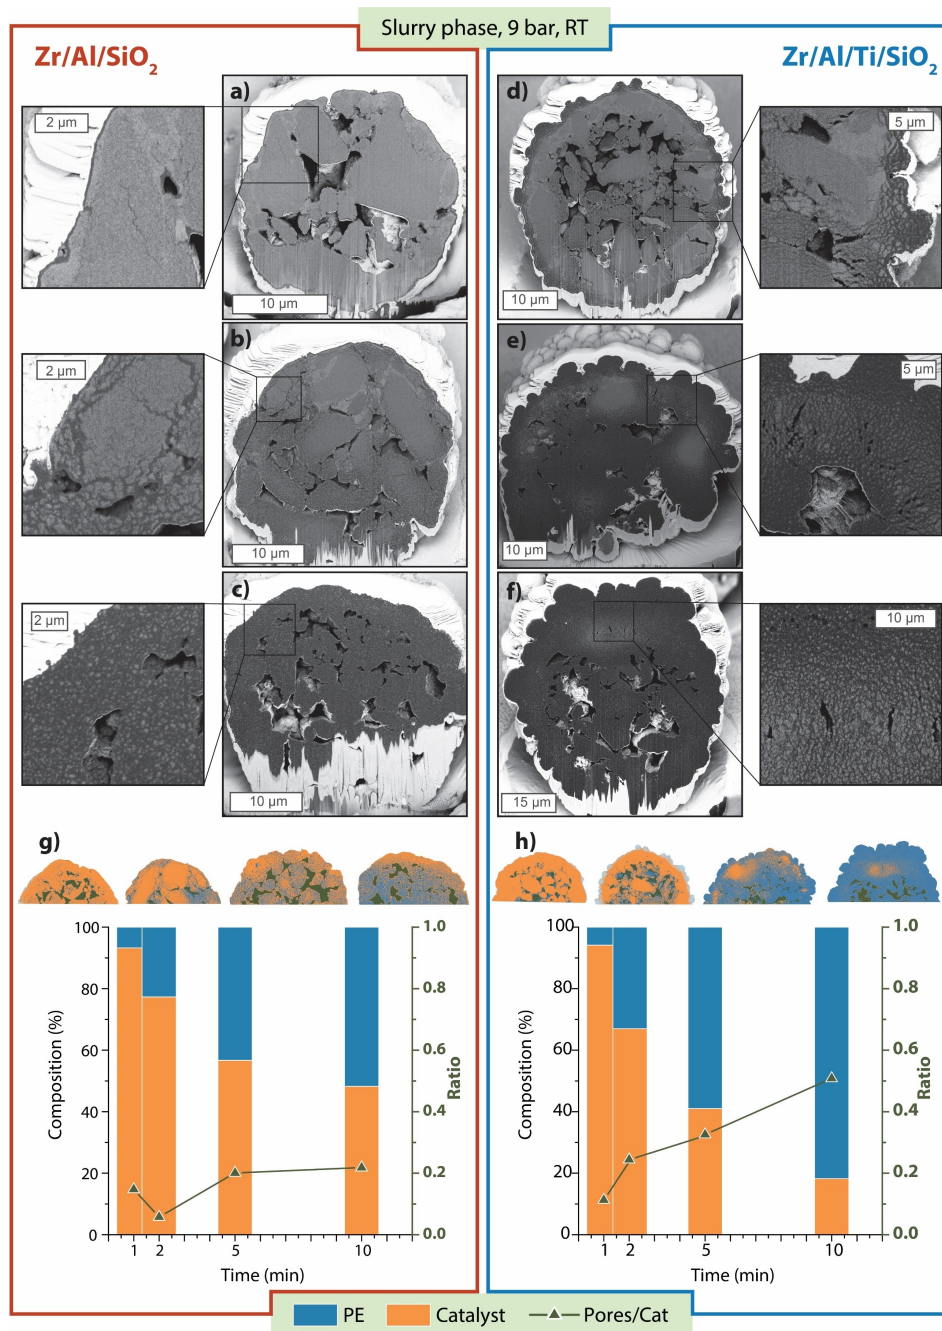 Slurry phase, 9 bar, RT
Zr/Al/SiO₂
Zr/Al/Ti/SiO₂
a)
2 µm
10 µm
d)
5 µm
10 µm
b)
2 µm
10 µm
e)
5 µm
10 µm
c)
2 µm
10 µm
f)
10 µm
15 µm
g)
h)
100
80
60
40
20
0
Composition (%)
1.0
0.8
0.6
0.4
0.2
0.0
Ratio
1 2 5 10
Time (min)
100
80
60
40
20
0
Composition (%)
1.0
0.8
0.6
0.4
0.2
0.0
Ratio
1 2 5 10
Time (min)
PE Catalyst Pores/Cat